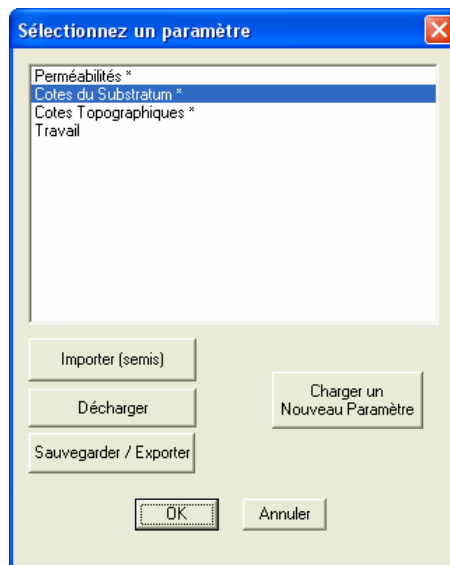 Sélectionnez un paramètre
Perméabilités *
Cotes du Substratum *
Cotes Topographiques *
Travail
Importer (semis)
Décharger
Sauvegarder / Exporter
Charger un
Nouveau Paramètre
OK
Annuler